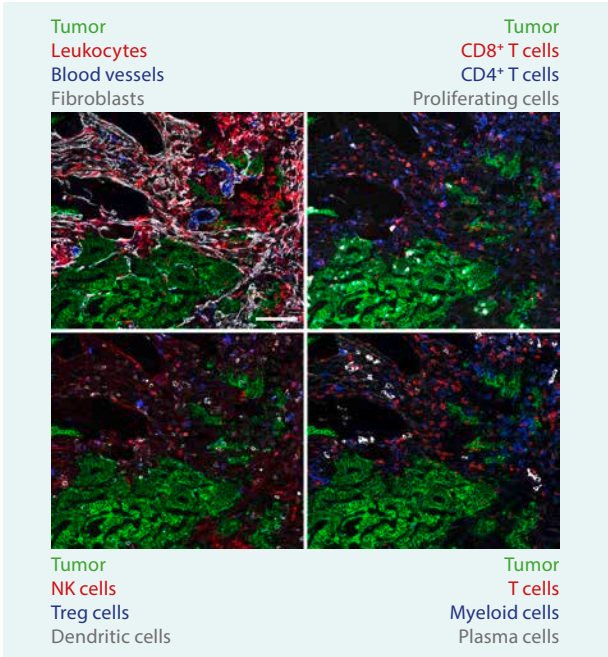 Tumor
Leukocytes
Blood vessels
Fibroblasts
Tumor
CD8⁺ T cells
CD4⁺ T cells
Proliferating cells
Tumor
NK cells
Treg cells
Dendritic cells
Tumor
T cells
Myeloid cells
Plasma cells